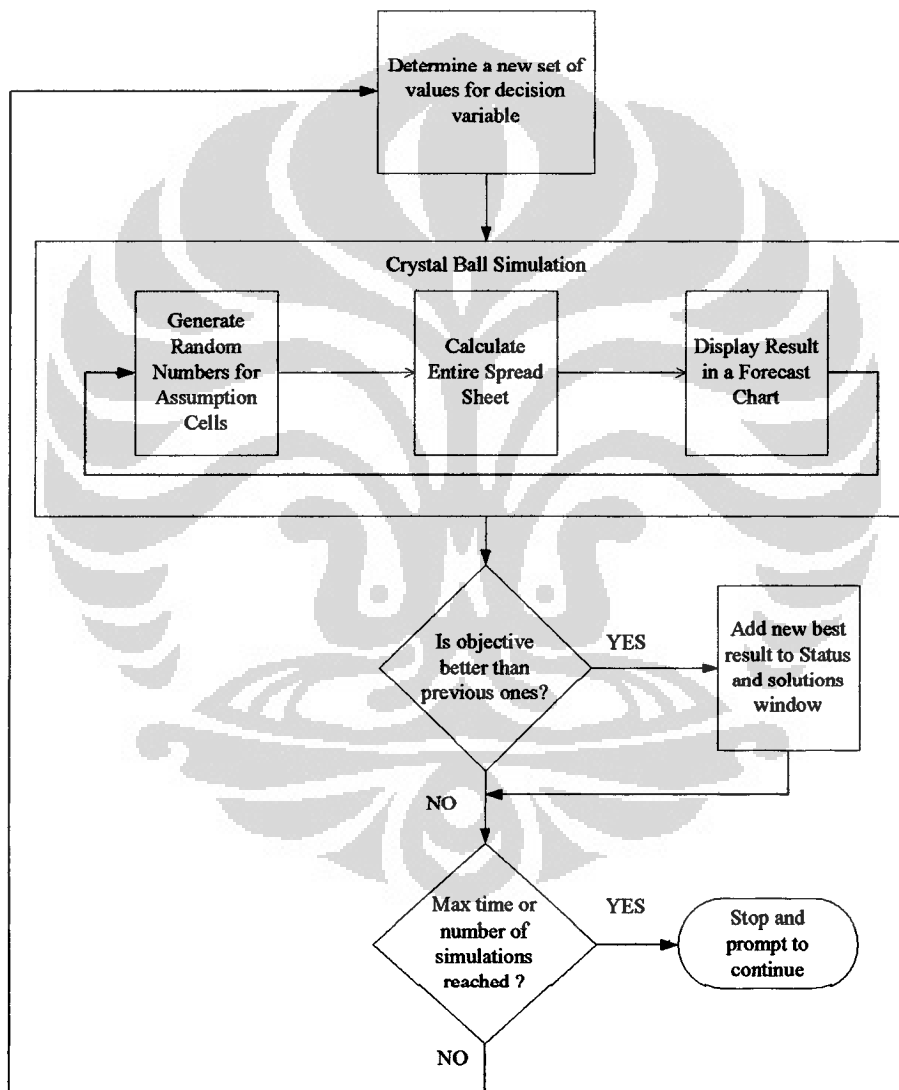 Determine a new set of
values for decision
variable
Crystal Ball Simulation
Generate
Random
Numbers for
Assumption
Cells
Calculate
Entire Spread
Sheet
Display Result
in a Forecast
Chart
Is objective
better than
previous ones?
YES
Add new best
result to Status
and solutions
window
NO
Max time or
number of
simulations
reached ?
YES
Stop and
prompt to
continue
NO